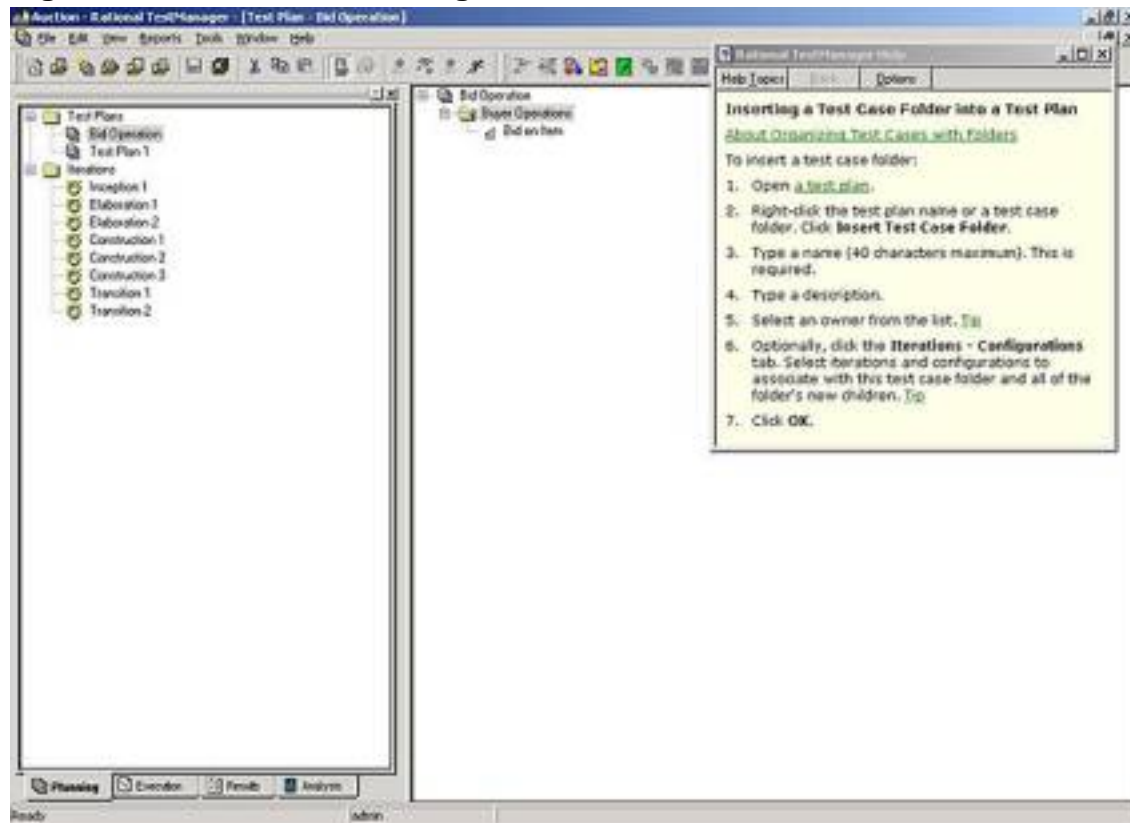 Auction - Rational TestManager - [Test Plan - Bid Operation]
File Edit View Reports Tools Window Help
Test Plans
Bid Operation
Test Plan 1
Iterations
Inception 1
Elaboration 1
Elaboration 2
Construction 1
Construction 2
Construction 3
Transition 1
Transition 2
Planning Execution Results Analysis
Bid Operation
Buyer Operations
Bid on Item
Rational TestManager Help
Help Topics Back Options
Inserting a Test Case Folder into a Test Plan
About Organizing Test Cases with Folders
To insert a test case folder:
1. Open a test plan.
2. Right-click the test plan name or a test case
folder. Click Insert Test Case Folder.
3. Type a name (40 characters maximum). This is
required.
4. Type a description.
5. Select an owner from the list. Tip
6. Optionally, click the Iterations - Configurations
tab. Select iterations and configurations to
associate with this test case folder and all of the
folder's new children. Tip
7. Click OK.
Ready admin